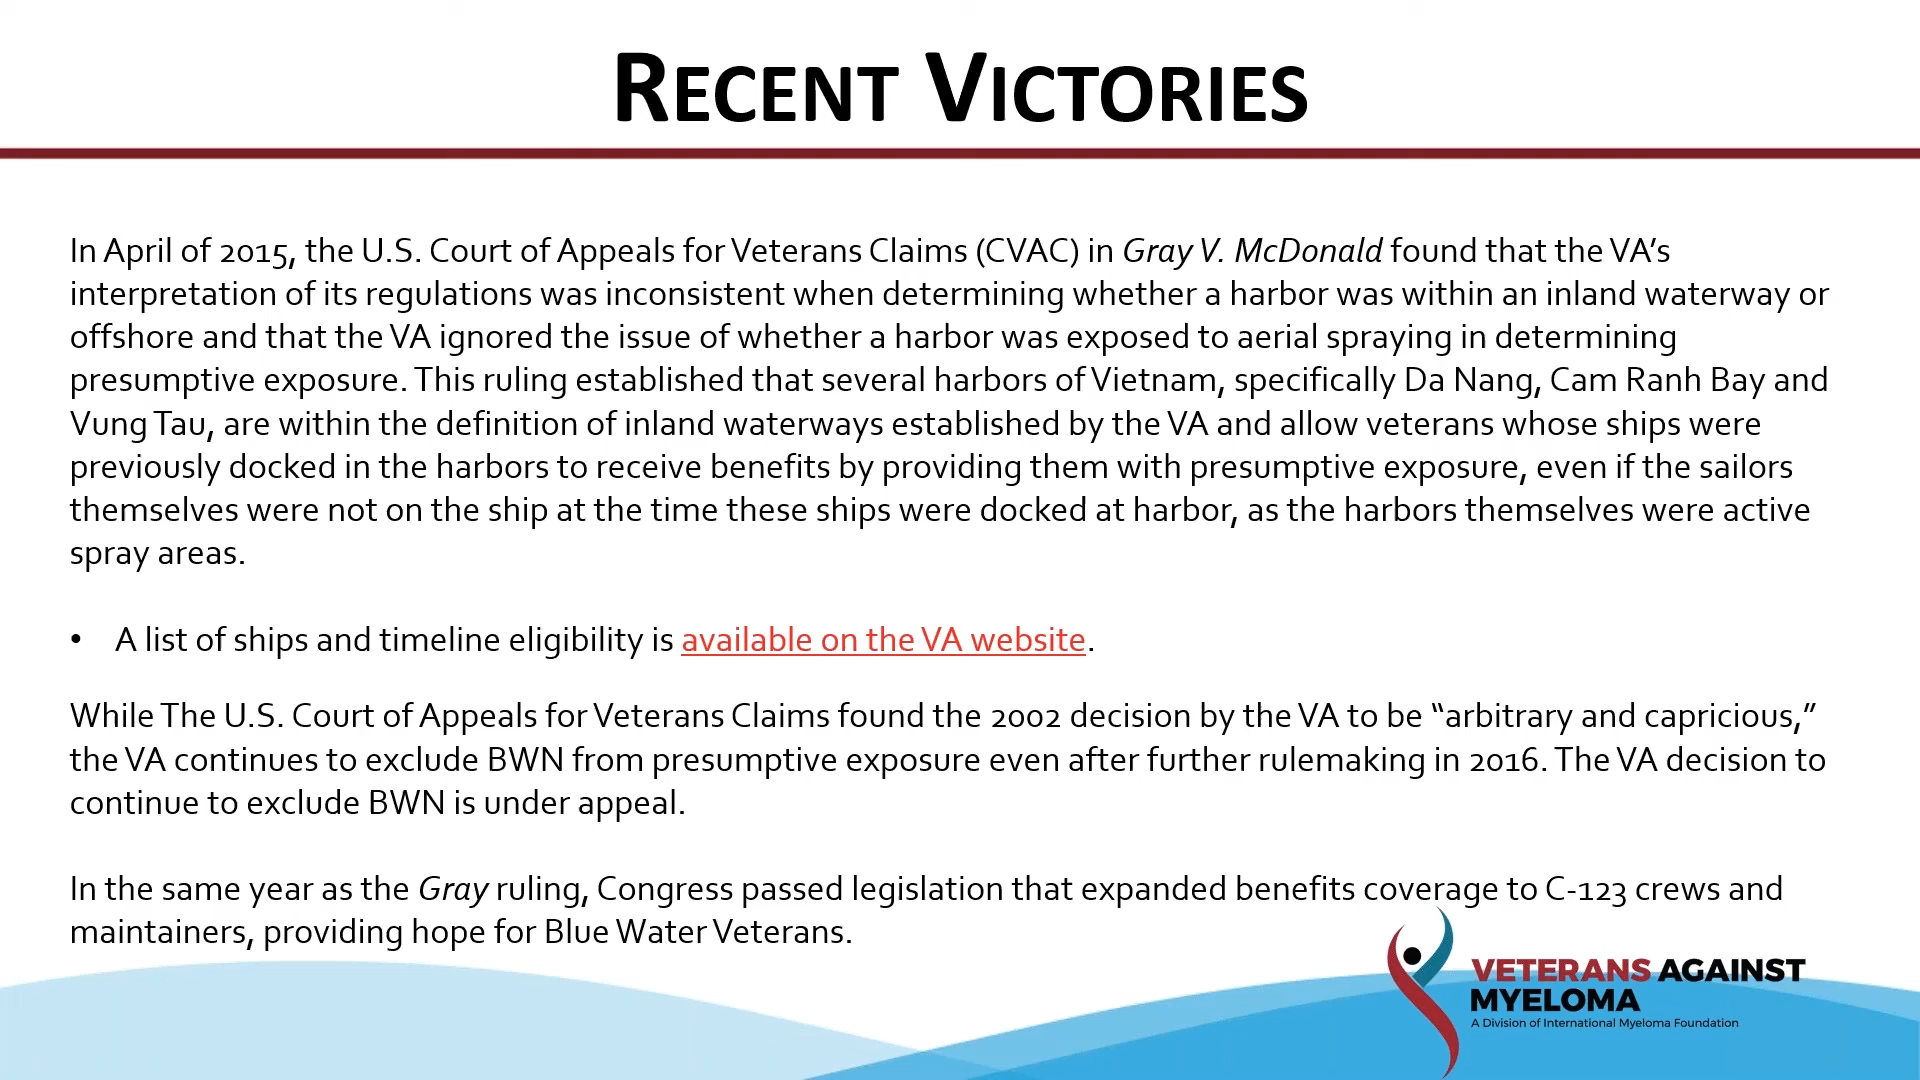 RECENT VICTORIES
In April of 2015, the U.S. Court of Appeals for Veterans Claims (CVAC) in Gray V. McDonald found that the VA’s
interpretation of its regulations was inconsistent when determining whether a harbor was within an inland waterway or
offshore and that the VA ignored the issue of whether a harbor was exposed to aerial spraying in determining
presumptive exposure. This ruling established that several harbors of Vietnam, specifically Da Nang, Cam Ranh Bay and
Vung Tau, are within the definition of inland waterways established by the VA and allow veterans whose ships were
previously docked in the harbors to receive benefits by providing them with presumptive exposure, even if the sailors
themselves were not on the ship at the time these ships were docked at harbor, as the harbors themselves were active
spray areas.
• A list of ships and timeline eligibility is available on the VA website.
While The U.S. Court of Appeals for Veterans Claims found the 2002 decision by the VA to be “arbitrary and capricious,”
the VA continues to exclude BWN from presumptive exposure even after further rulemaking in 2016. The VA decision to
continue to exclude BWN is under appeal.
In the same year as the Gray ruling, Congress passed legislation that expanded benefits coverage to C-123 crews and
maintainers, providing hope for Blue Water Veterans.
VETERANS AGAINST
MYELOMA
A Division of International Myeloma Foundation